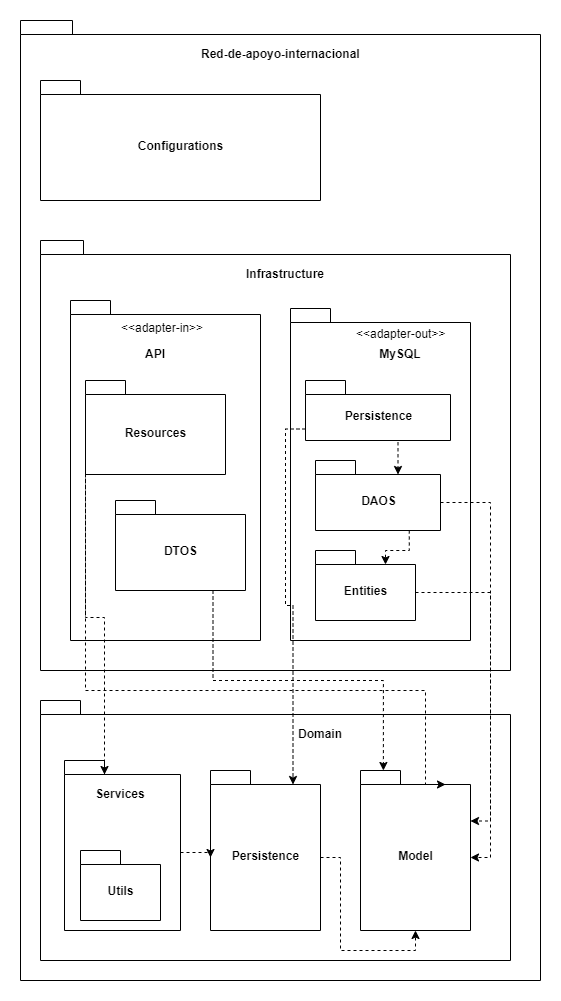 Red-de-apoyo-internacional
Configurations
Infrastructure
<<adapter-in>>
API
Resources
DTOS
<<adapter-out>>
MySQL
Persistence
DAOS
Entities
Domain
Services
Utils
Persistence
Model